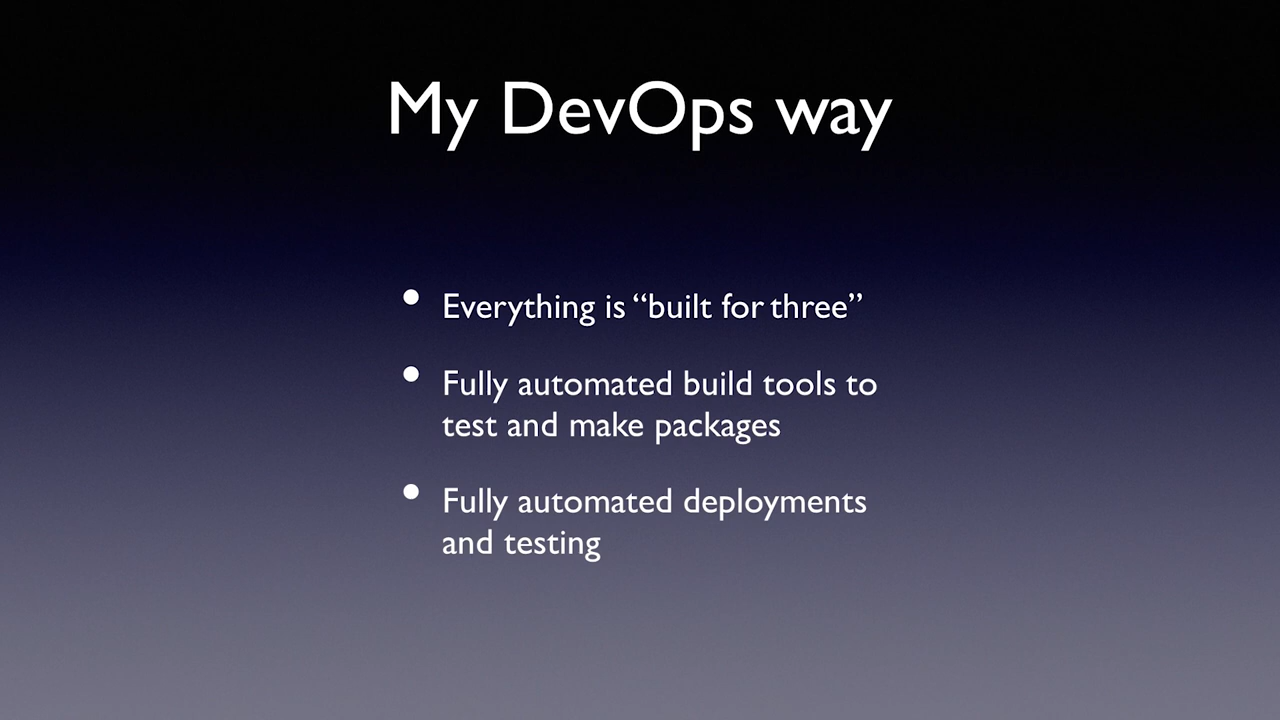 My DevOps way
• Everything is “built for three”
• Fully automated build tools to
test and make packages
• Fully automated deployments
and testing